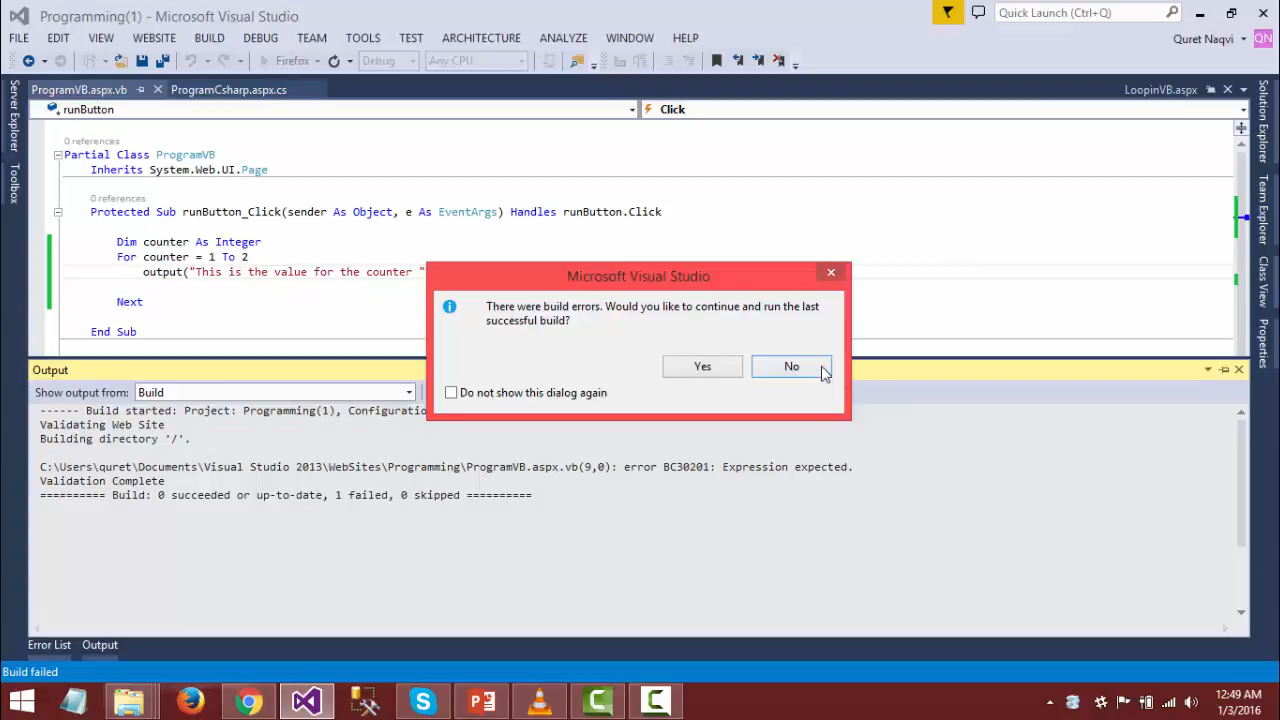 Programming(1) - Microsoft Visual Studio
Quick Launch (Ctrl+Q)
FILE EDIT VIEW WEBSITE BUILD DEBUG TEAM TOOLS TEST ARCHITECTURE ANALYZE WINDOW HELP
Quret Naqvi QN
Firefox Debug Any CPU
ProgramVB.aspx.vb ProgramCsharp.aspx.cs LoopinVB.aspx
runButton Click
Server Explorer
Toolbox
Solution Explorer
Team Explorer
Class View
Properties
0 references
Partial Class ProgramVB
Inherits System.Web.UI.Page
0 references
Protected Sub runButton_Click(sender As Object, e As EventArgs) Handles runButton.Click
Dim counter As Integer
For counter = 1 To 2
output("This is the value for the counter "
Next
End Sub
Microsoft Visual Studio
There were build errors. Would you like to continue and run the last
successful build?
Yes No
Do not show this dialog again
Output
Show output from: Build
------ Build started: Project: Programming(1), Configuratio
Validating Web Site
Building directory '/'.
C:\Users\quret\Documents\Visual Studio 2013\WebSites\Programming\ProgramVB.aspx.vb(9,0): error BC30201: Expression expected.
Validation Complete
========== Build: 0 succeeded or up-to-date, 1 failed, 0 skipped ==========
Error List Output
Build failed
12:49 AM
1/3/2016